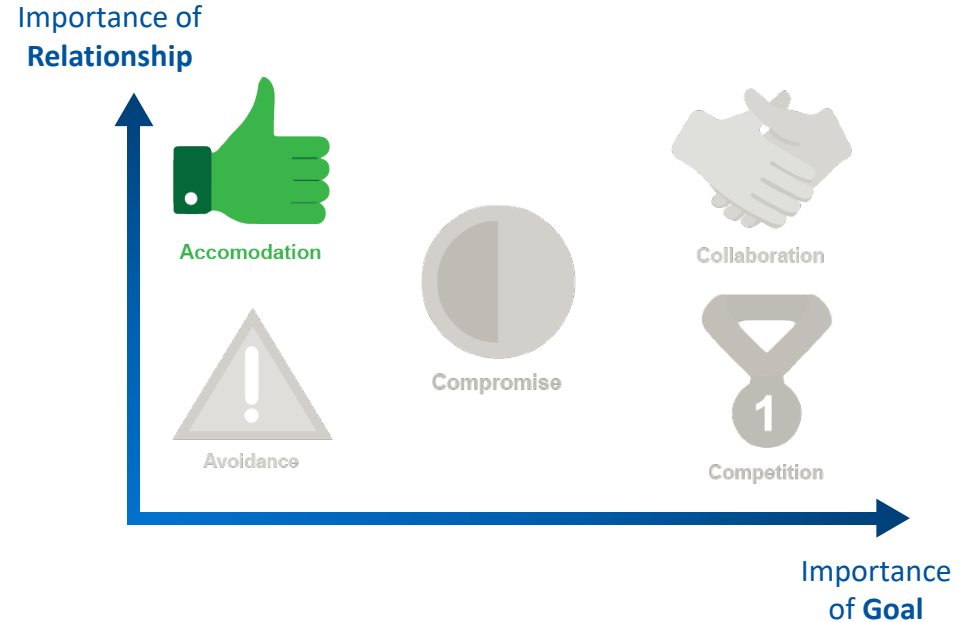 Importance of
Relationship
Accomodation
Collaboration
Compromise
1
Avoidance
Competition
Importance
of Goal